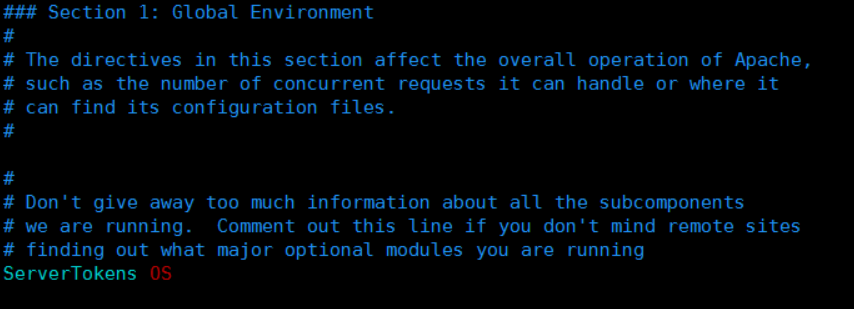 ### Section 1: Global Environment
#
# The directives in this section affect the overall operation of Apache,
# such as the number of concurrent requests it can handle or where it
# can find its configuration files.
#
#
# Don't give away too much information about all the subcomponents
# we are running.  Comment out this line if you don't mind remote sites
# finding out what major optional modules you are running
ServerTokens OS